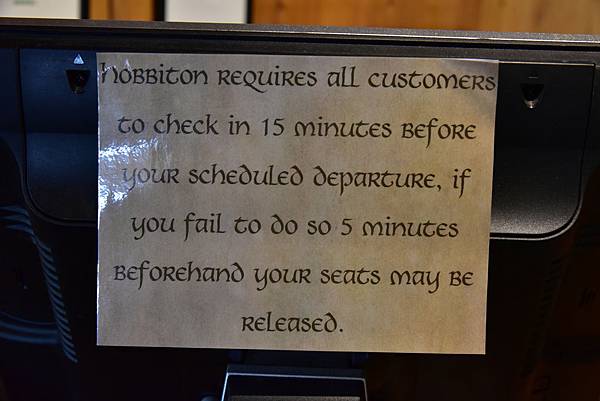 hobbiton requires all customers
to check in 15 minutes before
your scheduled departure, if
you fail to do so 5 minutes
beforehand your seats may be
released.